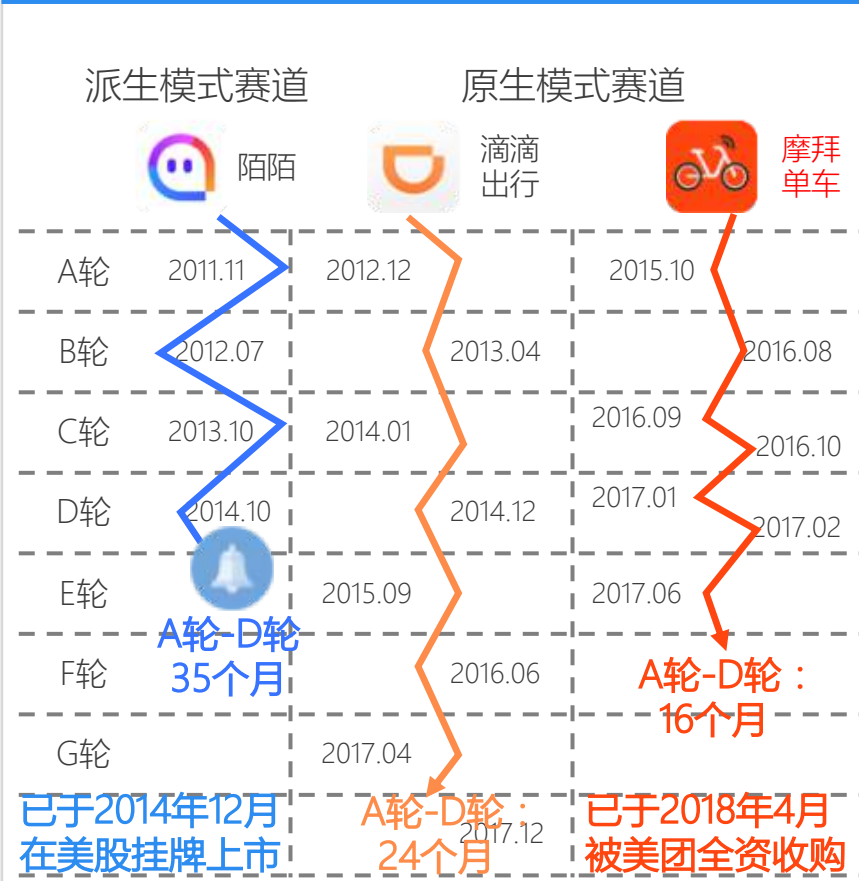 派生模式赛道
原生模式赛道
陌陌
滴滴
出行
摩拜
单车
A轮 2011.11 2012.12 2015.10
B轮 2012.07 2013.04 2016.08
C轮 2013.10 2014.01 2016.09
2016.10
D轮 2014.10 2014.12 2017.01
2017.02
E轮 2015.09 2017.06
A轮-D轮
35个月
F轮 2016.06
A轮-D轮：
16个月
G轮 2017.04
已于2014年12月
在美股挂牌上市
A轮-D轮：
24个月
2017.12
已于2018年4月
被美团全资收购